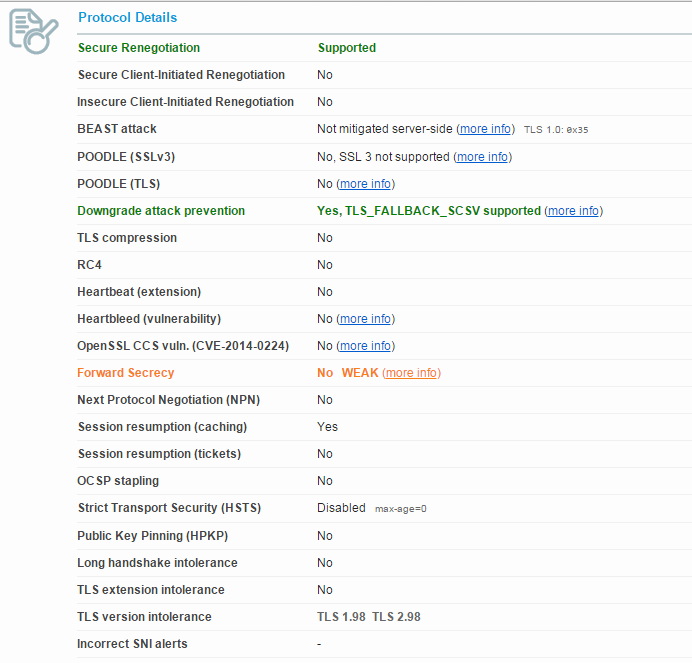 Protocol Details
Secure Renegotiation Supported
Secure Client-Initiated Renegotiation No
Insecure Client-Initiated Renegotiation No
BEAST attack Not mitigated server-side (more info) TLS 1.0: 0x35
POODLE (SSLv3) No, SSL 3 not supported (more info)
POODLE (TLS) No (more info)
Downgrade attack prevention Yes, TLS_FALLBACK_SCSV supported (more info)
TLS compression No
RC4 No
Heartbeat (extension) No
Heartbleed (vulnerability) No (more info)
OpenSSL CCS vuln. (CVE-2014-0224) No (more info)
Forward Secrecy No WEAK (more info)
Next Protocol Negotiation (NPN) No
Session resumption (caching) Yes
Session resumption (tickets) No
OCSP stapling No
Strict Transport Security (HSTS) Disabled max-age=0
Public Key Pinning (HPKP) No
Long handshake intolerance No
TLS extension intolerance No
TLS version intolerance TLS 1.98 TLS 2.98
Incorrect SNI alerts -